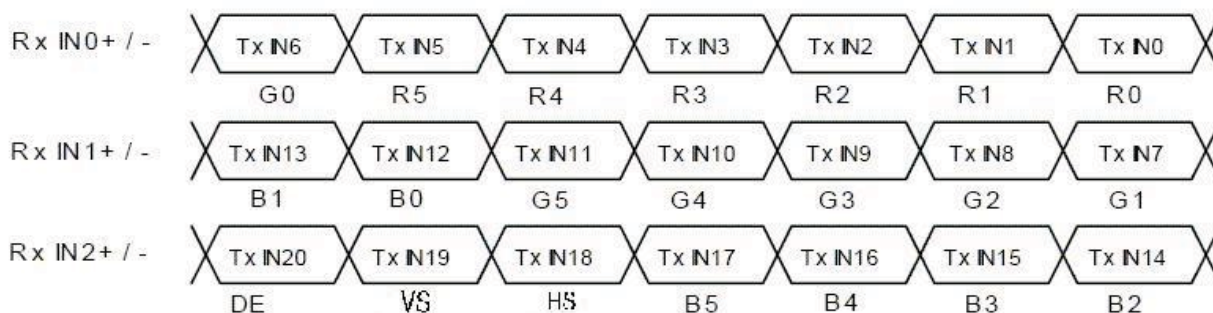 Rx IN0+ / - Tx IN6 Tx IN5 Tx IN4 Tx IN3 Tx IN2 Tx IN1 Tx IN0
G0 R5 R4 R3 R2 R1 R0
Rx IN1+ / - Tx IN13 Tx IN12 Tx IN11 Tx IN10 Tx IN9 Tx IN8 Tx IN7
B1 B0 G5 G4 G3 G2 G1
Rx IN2+ / - Tx IN20 Tx IN19 Tx IN18 Tx IN17 Tx IN16 Tx IN15 Tx IN14
DE VS HS B5 B4 B3 B2